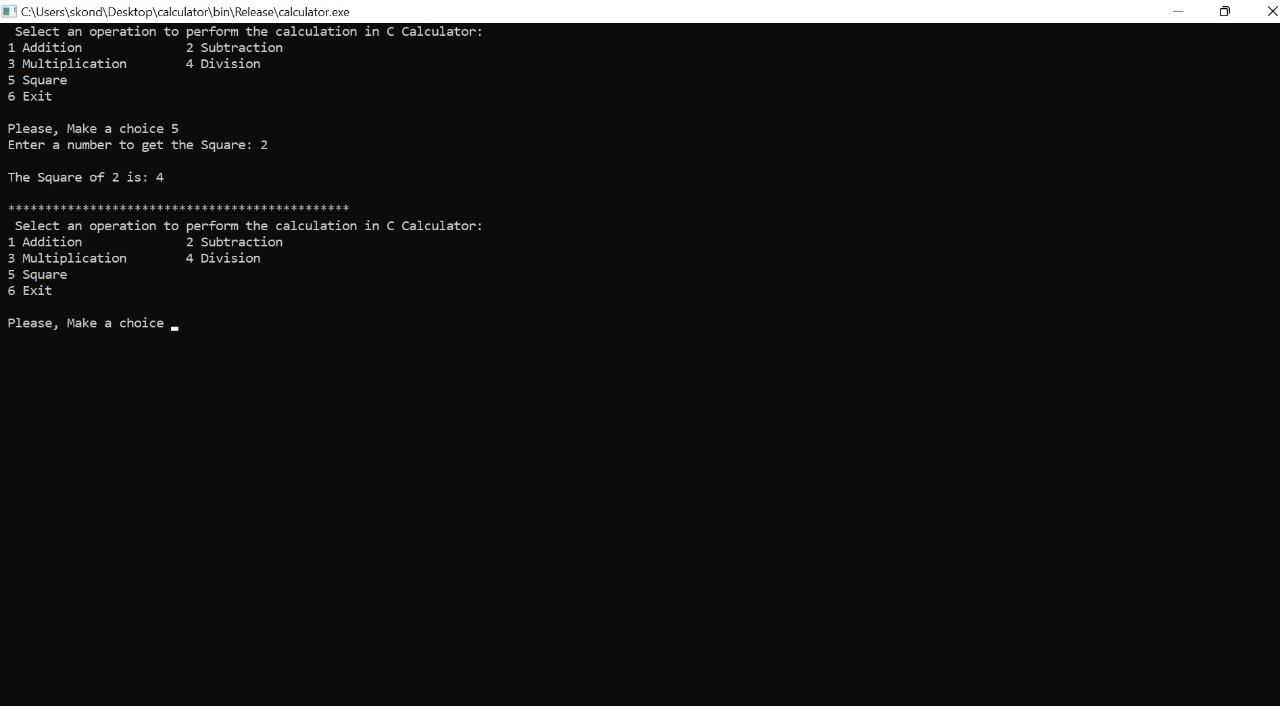 C:\Users\skond\Desktop\calculator\bin\Release\calculator.exe
Select an operation to perform the calculation in C Calculator:
1 Addition 2 Subtraction
3 Multiplication 4 Division
5 Square
6 Exit
Please, Make a choice 5
Enter a number to get the Square: 2
The Square of 2 is: 4
**********************************************
Select an operation to perform the calculation in C Calculator:
1 Addition 2 Subtraction
3 Multiplication 4 Division
5 Square
6 Exit
Please, Make a choice